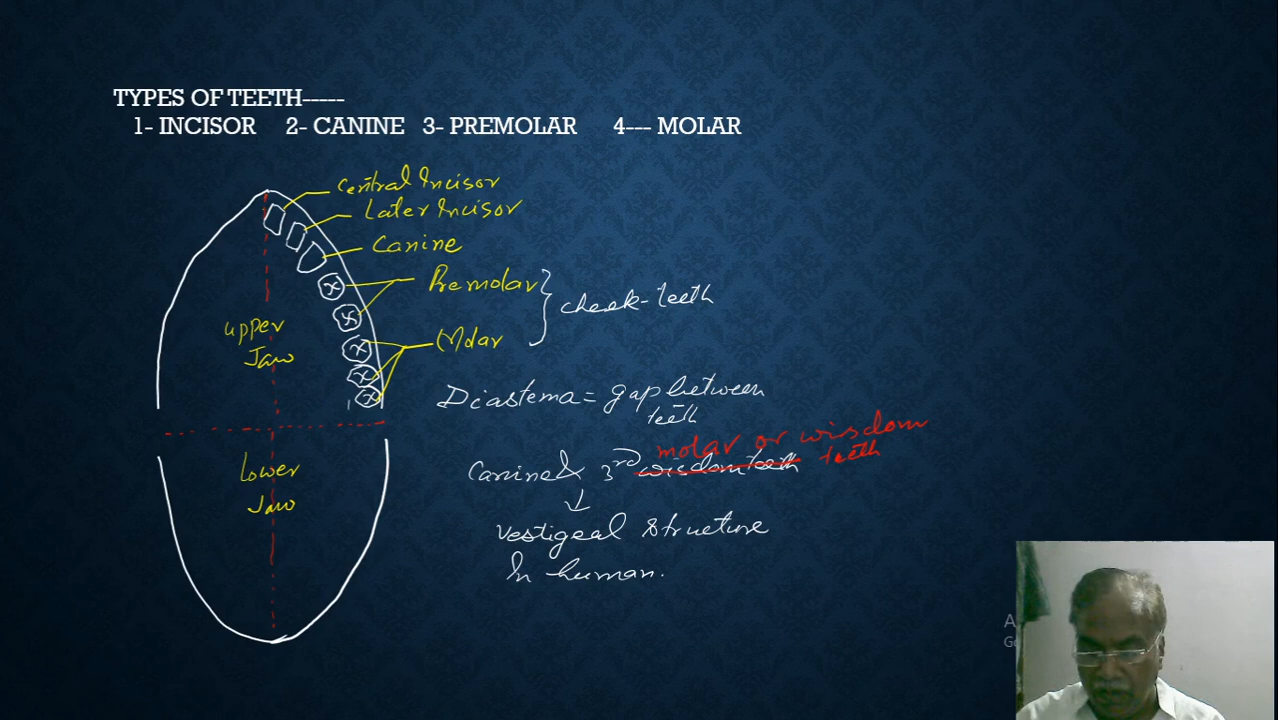 TYPES OF TEETH-----
1- INCISOR 2- CANINE 3- PREMOLAR 4--- MOLAR
Central Incisor
Later Incisor
Canine
Premolar
cheek-teeth
upper
Jaw
Molar
Diastema = gap between
teeth
molar or wisdom
teeth
Canine & 3rd wisdom teeth
lower
Jaw
Vestigeal structure
In human.
A
Go